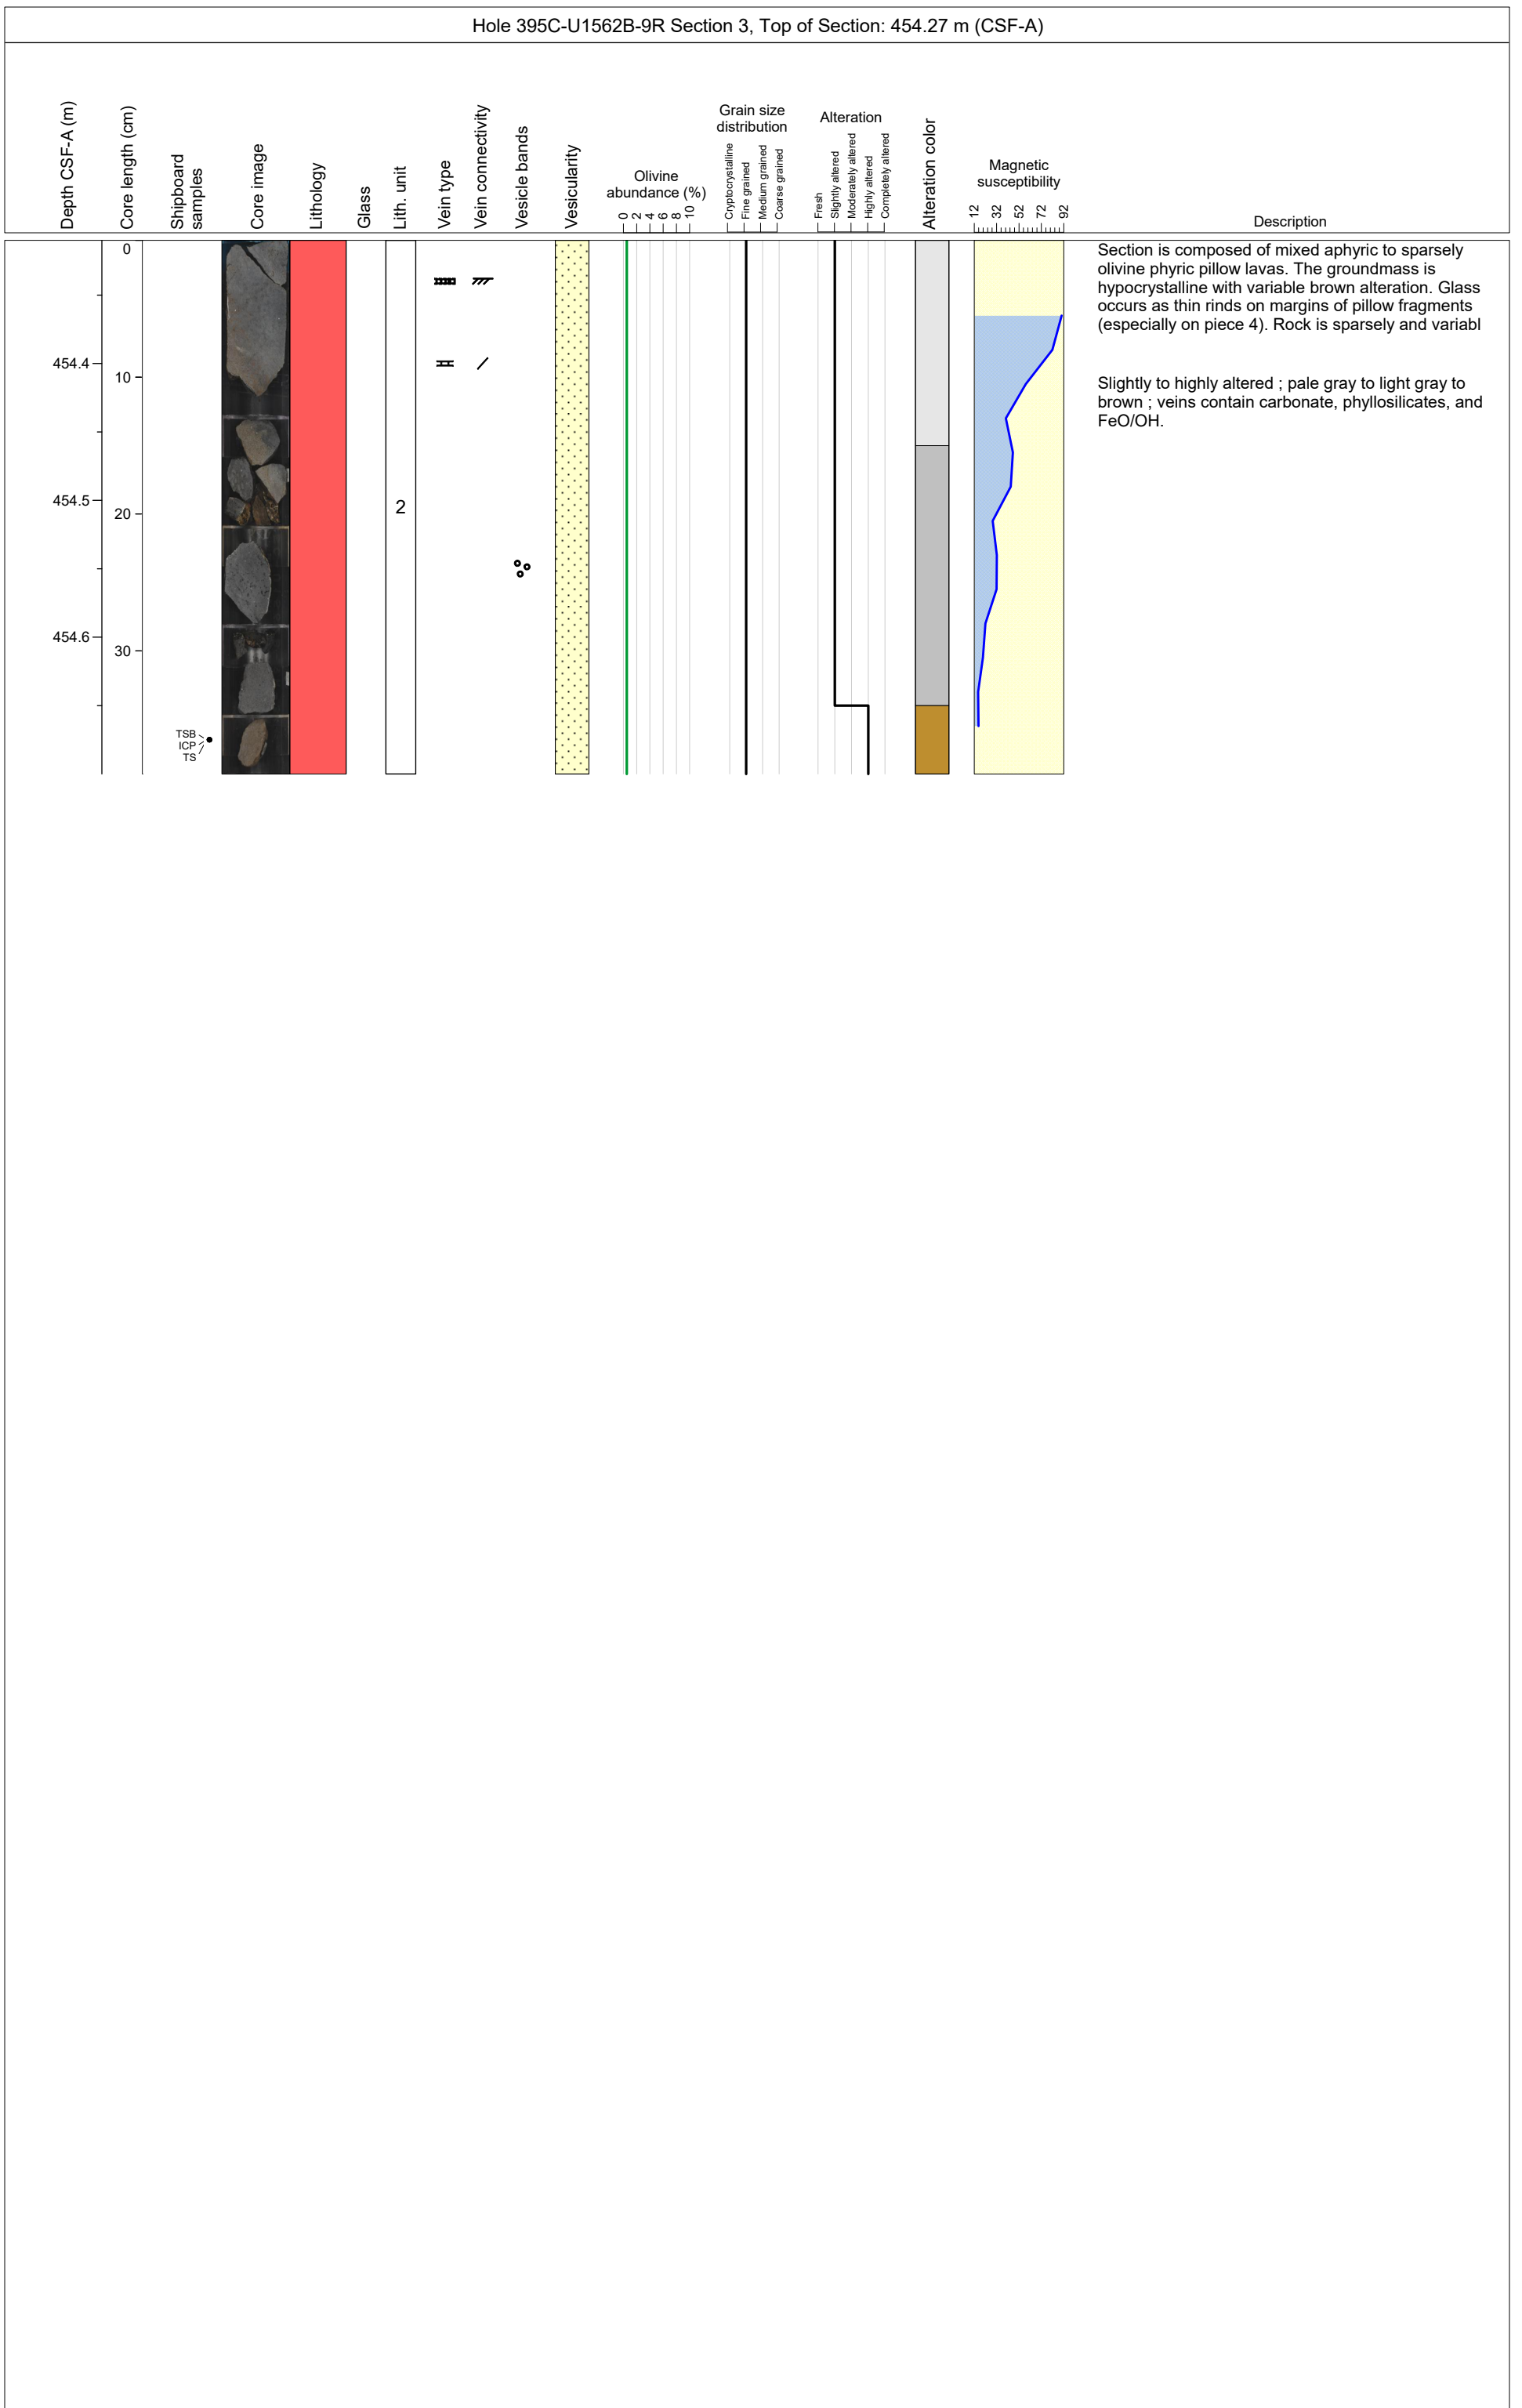 Hole 395C-U1562B-9R Section 3, Top of Section: 454.27 m (CSF-A)
Depth CSF-A (m)
Core length (cm)
Shipboard
samples
Core image
Lithology
Glass
Lith. unit
Vein type
Vein connectivity
Vesicle bands
Vesicularity
Olivine
abundance (%)
0
2
4
6
8
10
Grain size
distribution
Cryptocrystalline
Fine grained
Medium grained
Coarse grained
Alteration
Fresh
Slightly altered
Moderately altered
Highly altered
Completely altered
Alteration color
Magnetic
susceptibility
12
32
52
72
92
Description
0
454.4
10
454.5
20
454.6
30
TSB
ICP
TS
2
Section is composed of mixed aphyric to sparsely
olivine phyric pillow lavas. The groundmass is
hypocrystalline with variable brown alteration. Glass
occurs as thin rinds on margins of pillow fragments
(especially on piece 4). Rock is sparsely and variabl
Slightly to highly altered ; pale gray to light gray to
brown ; veins contain carbonate, phyllosilicates, and
FeO/OH.